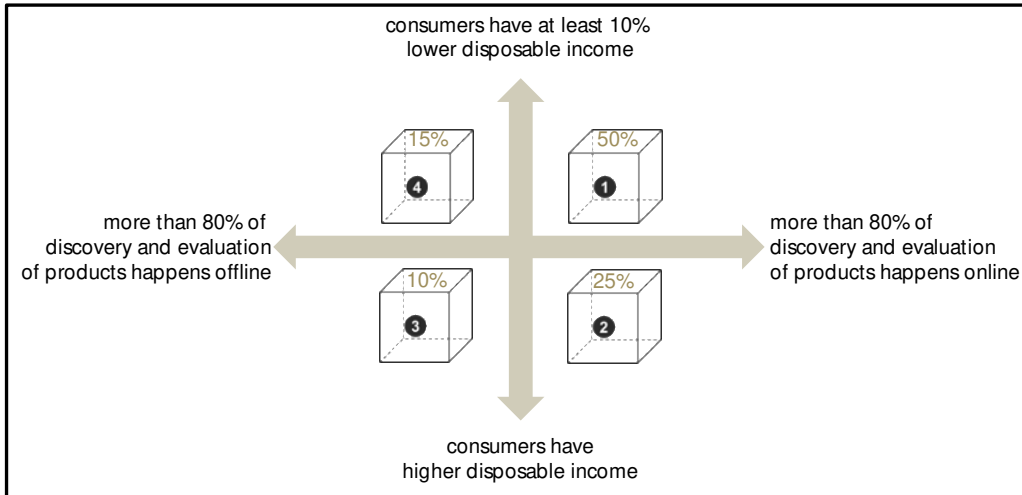 consumers have at least 10%
lower disposable income
15%
50%
4
1
more than 80% of
discovery and evaluation
of products happens offline
more than 80% of
discovery and evaluation
of products happens online
10%
25%
3
2
consumers have
higher disposable income